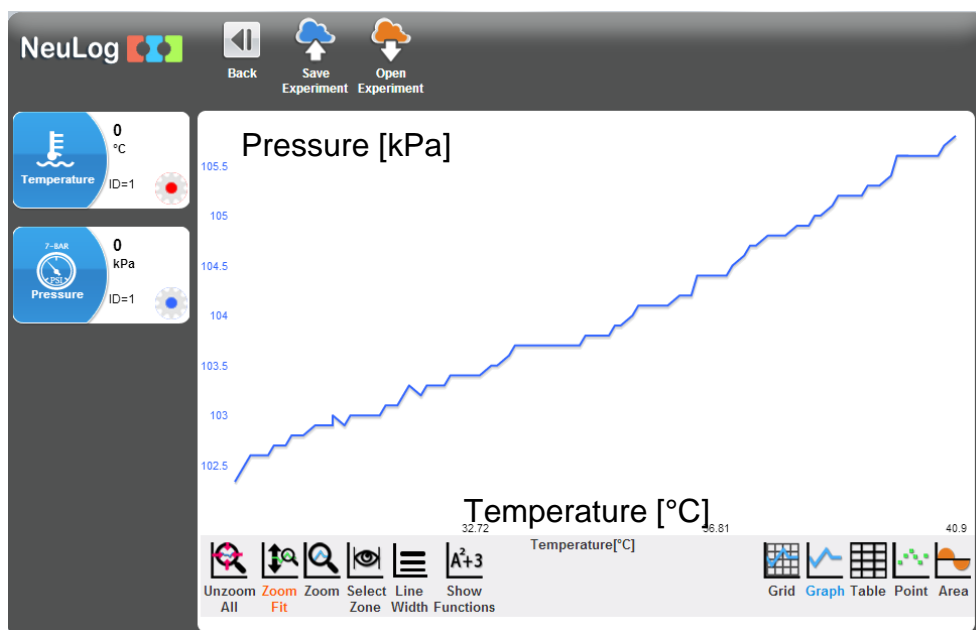 NeuLog
Back
Save
Experiment
Open
Experiment
0
°C
Temperature
ID=1
7-BAR
PSI
0
kPa
Pressure
ID=1
Pressure [kPa]
105.5
105
104.5
104
103.5
103
102.5
Temperature [°C]
32.72
36.81
40.9
Temperature[°C]
A²+3
Unzoom
All
Zoom
Fit
Zoom
Select
Zone
Line
Width
Show
Functions
Grid
Graph
Table
Point
Area